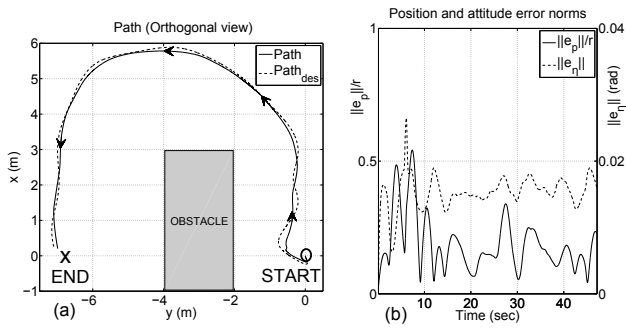 Path (Orthogonal view)
6
5
4
3
2
1
0
−1
x (m)
Path
Path des
OBSTACLE
x
END
O
START
−6
−4
−2
0
y (m)
(a)
Position and attitude error norms
1
0.5
0
||e_p||/r
||e_p||/r
||e_η||
0.04
0.02
0
||e_η|| (rad)
10
20
30
40
Time (sec)
(b)